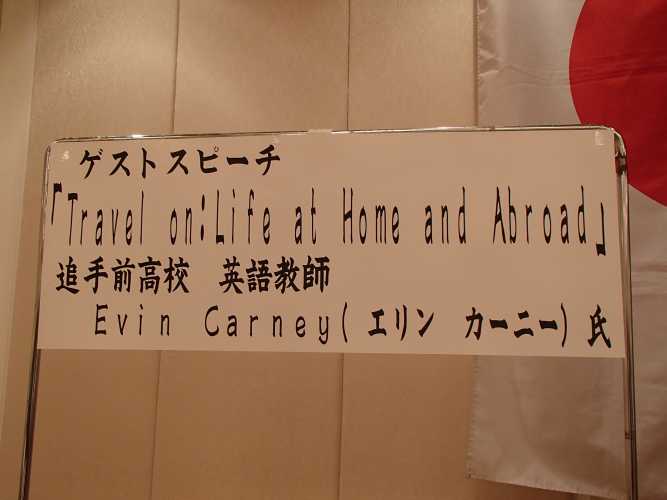 ゲストスピーチ
「Travel on:Life at Home and Abroad」
追手前高校 英語教師
Evin Carney(エリン カーニー)氏